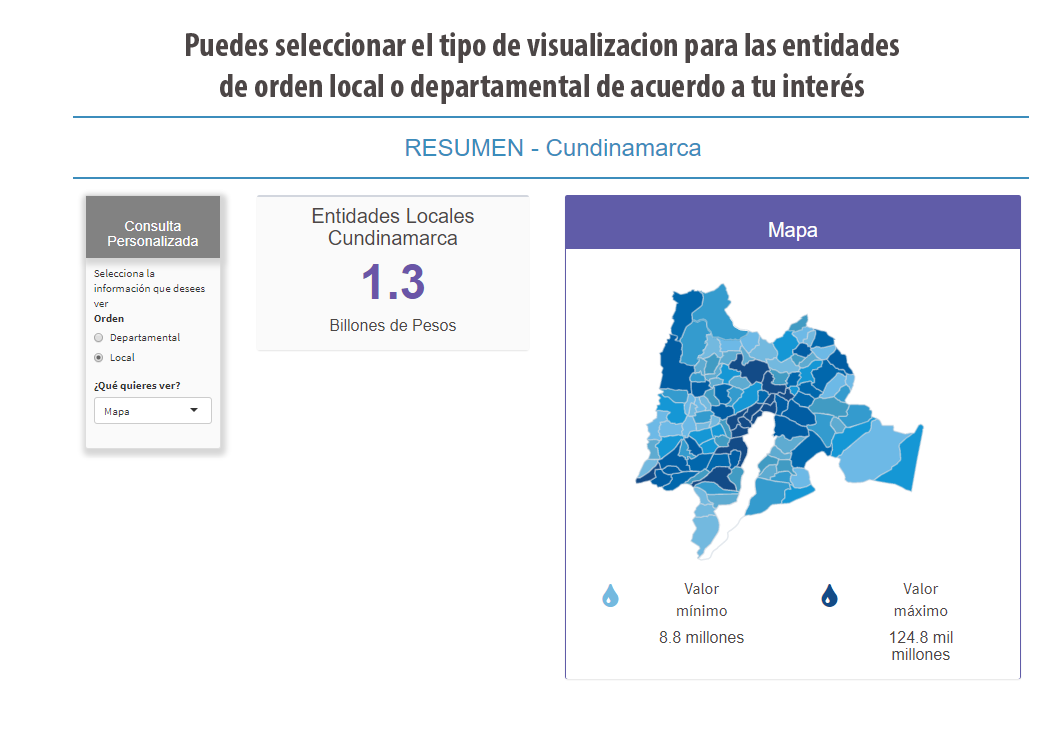 Puedes seleccionar el tipo de visualizacion para las entidades
de orden local o departamental de acuerdo a tu interés
RESUMEN - Cundinamarca
Consulta
Personalizada
Selecciona la
información que desees
ver
Orden
Departamental
Local
¿Qué quieres ver?
Mapa
Entidades Locales
Cundinamarca
1.3
Billones de Pesos
Mapa
Valor
mínimo
8.8 millones
Valor
máximo
124.8 mil
millones